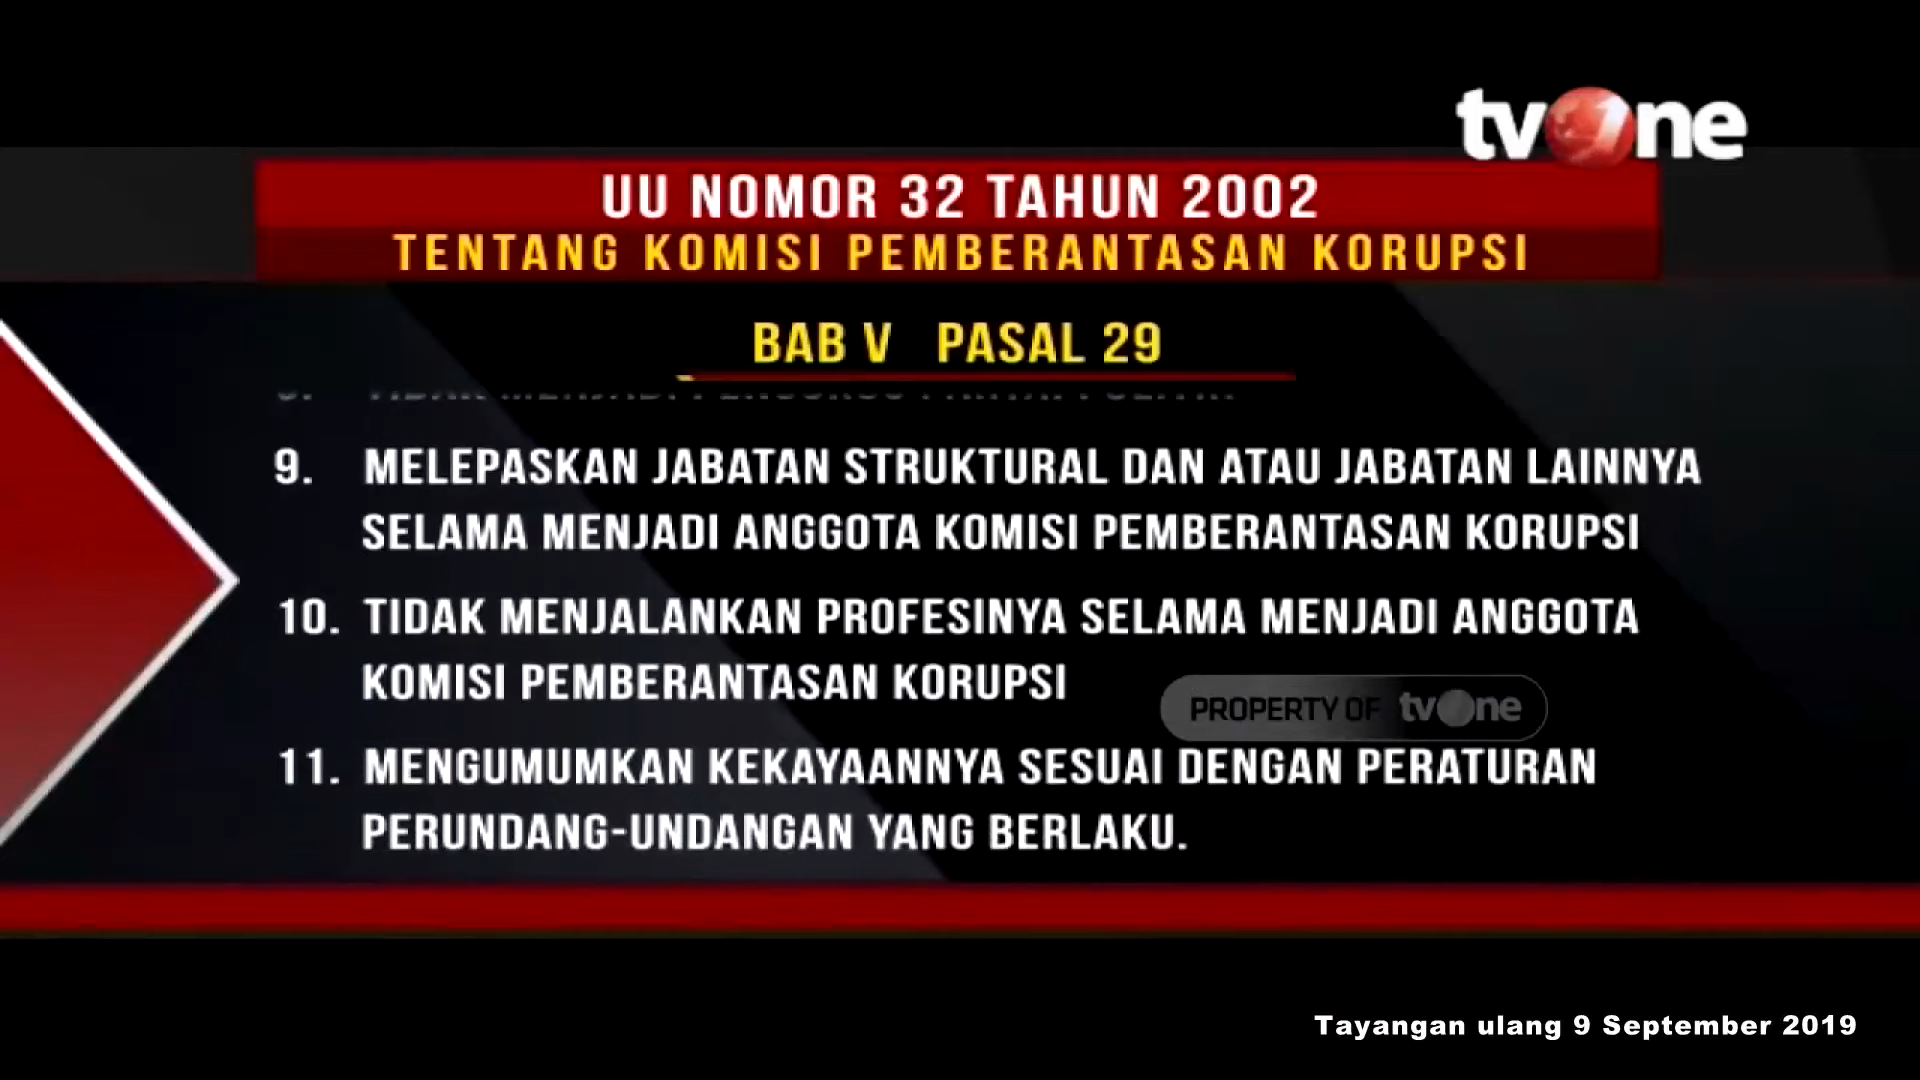 tvOne
UU NOMOR 32 TAHUN 2002
TENTANG KOMISI PEMBERANTASAN KORUPSI
BAB V PASAL 29
9. MELEPASKAN JABATAN STRUKTURAL DAN ATAU JABATAN LAINNYA
SELAMA MENJADI ANGGOTA KOMISI PEMBERANTASAN KORUPSI
10. TIDAK MENJALANKAN PROFESINYA SELAMA MENJADI ANGGOTA
KOMISI PEMBERANTASAN KORUPSI
PROPERTY OF tvOne
11. MENGUMUMKAN KEKAYAANNYA SESUAI DENGAN PERATURAN
PERUNDANG-UNDANGAN YANG BERLAKU.
Tayangan ulang 9 September 2019